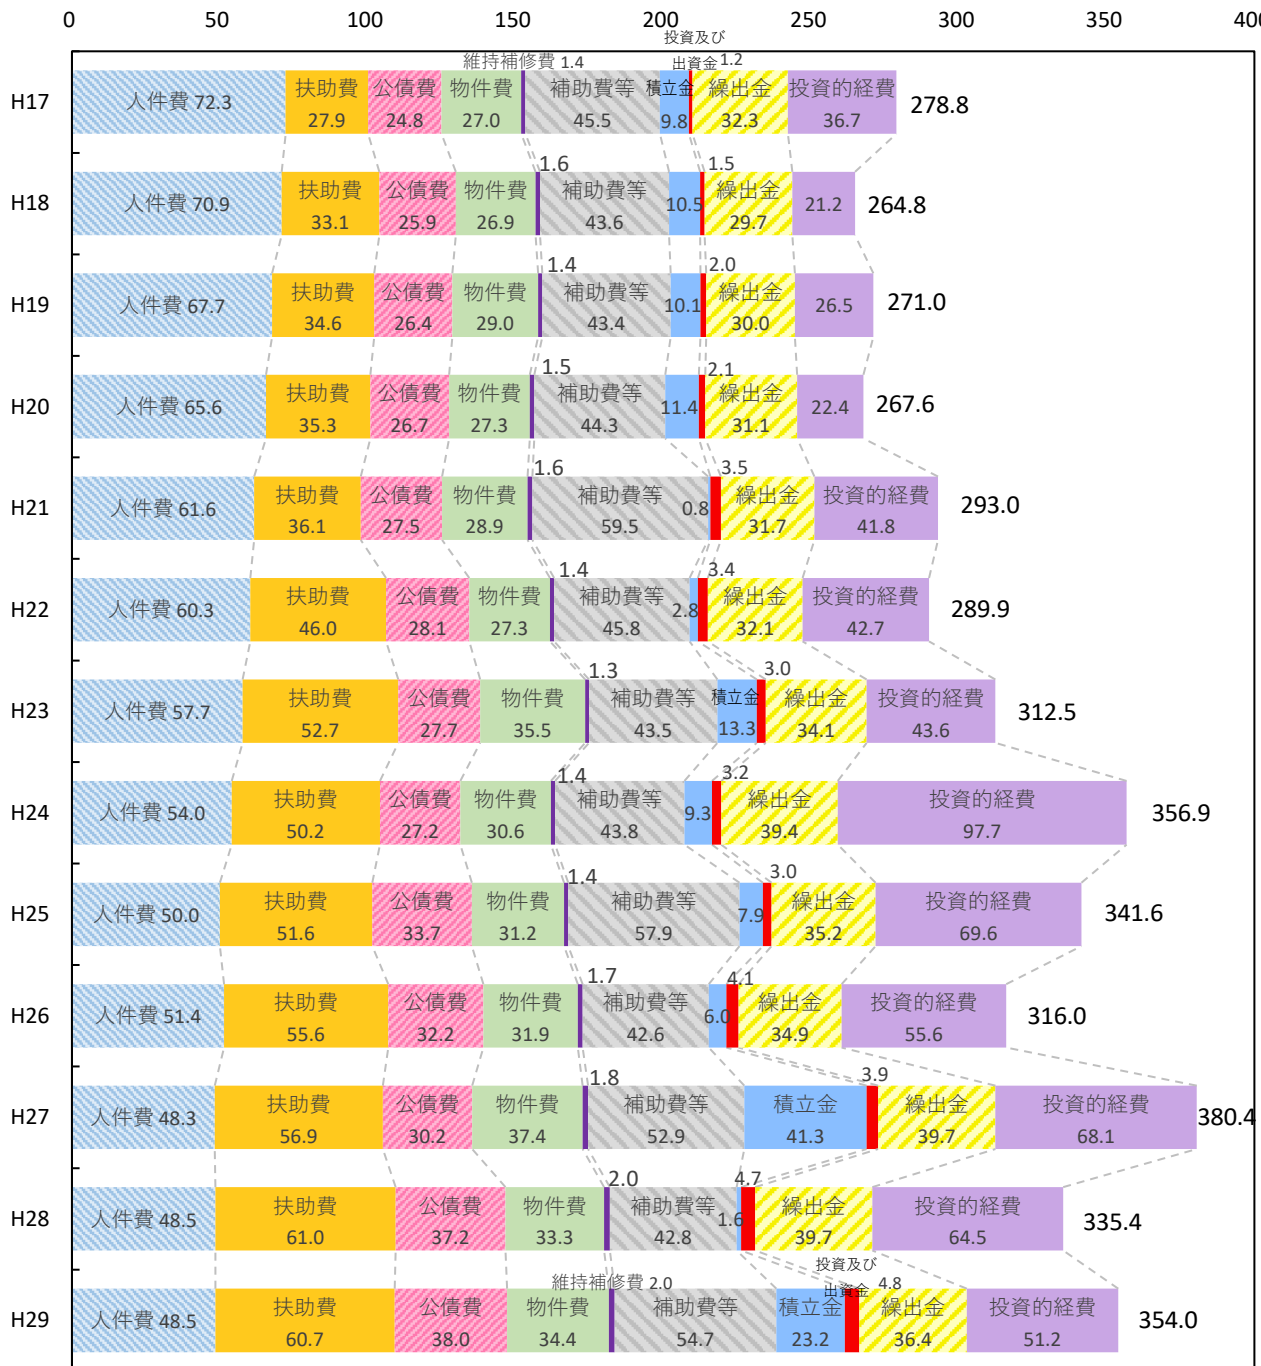 0 50 100 150 200 250 300 350 400
投資及び
維持補修費 1.4 出資金 1.2
H17 人件費 72.3 扶助費 公債費 物件費 補助費等 積立金 繰出金 投資的経費 278.8
27.9 24.8 27.0 45.5 9.8 32.3 36.7
1.6 1.5
H18 人件費 70.9 扶助費 公債費 物件費 補助費等 10.5 繰出金 21.2 264.8
33.1 25.9 26.9 43.6 29.7
1.4 2.0
H19 人件費 67.7 扶助費 公債費 物件費 補助費等 10.1 繰出金 26.5 271.0
34.6 26.4 29.0 43.4 30.0
1.5 2.1
H20 人件費 65.6 扶助費 公債費 物件費 補助費等 11.4 繰出金 22.4 267.6
35.3 26.7 27.3 44.3 31.1
1.6 3.5
H21 人件費 61.6 扶助費 公債費 物件費 補助費等 0.8 繰出金 投資的経費 293.0
36.1 27.5 28.9 59.5 31.7 41.8
1.4 3.4
H22 人件費 60.3 扶助費 公債費 物件費 補助費等 2.8 繰出金 投資的経費 289.9
46.0 28.1 27.3 45.8 32.1 42.7
1.3 3.0
H23 人件費 57.7 扶助費 公債費 物件費 補助費等 積立金 繰出金 投資的経費 312.5
52.7 27.7 35.5 43.5 13.3 34.1 43.6
1.4 3.2
H24 人件費 54.0 扶助費 公債費 物件費 補助費等 9.3 繰出金 投資的経費 356.9
50.2 27.2 30.6 43.8 39.4 97.7
1.4 3.0
H25 人件費 50.0 扶助費 公債費 物件費 補助費等 7.9 繰出金 投資的経費 341.6
51.6 33.7 31.2 57.9 35.2 69.6
1.7 4.1
H26 人件費 51.4 扶助費 公債費 物件費 補助費等 6.0 繰出金 投資的経費 316.0
55.6 32.2 31.9 42.6 34.9 55.6
1.8 3.9
H27 人件費 48.3 扶助費 公債費 物件費 補助費等 積立金 繰出金 投資的経費 380.4
56.9 30.2 37.4 52.9 41.3 39.7 68.1
2.0 4.7
H28 人件費 48.5 扶助費 公債費 物件費 補助費等 1.6 繰出金 投資的経費 335.4
61.0 37.2 33.3 42.8 39.7 64.5
投資及び
維持補修費 2.0 出資金 4.8
H29 人件費 48.5 扶助費 公債費 物件費 補助費等 積立金 繰出金 投資的経費 354.0
60.7 38.0 34.4 54.7 23.2 36.4 51.2